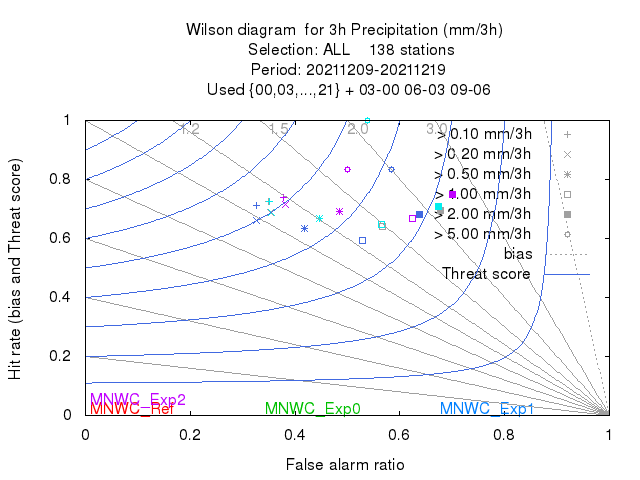 Wilson diagram  for 3h Precipitation (mm/3h)
Selection: ALL    138 stations
Period: 20211209-20211219
Used {00,03,...,21} + 03-00 06-03 09-06
Hit rate (bias and Threat score)
1
0.8
0.6
0.4
0.2
0
1.2 1.5 2.0 3.0
> 0.10 mm/3h
> 0.20 mm/3h
> 0.50 mm/3h
> 1.00 mm/3h
> 2.00 mm/3h
> 5.00 mm/3h
bias
Threat score
MNWC_Exp2
MNWC_Ref MNWC_Exp0 MNWC_Exp1
0 0.2 0.4 0.6 0.8 1
False alarm ratio